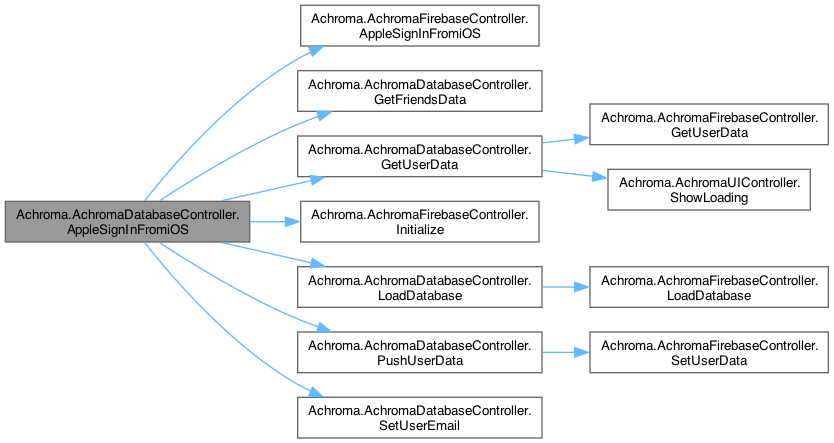 Achroma.AchromaDatabaseController.
AppleSignInFromiOS
Achroma.AchromaFirebaseController.
AppleSignInFromiOS
Achroma.AchromaDatabaseController.
GetFriendsData
Achroma.AchromaDatabaseController.
GetUserData
Achroma.AchromaFirebaseController.
GetUserData
Achroma.AchromaUIController.
ShowLoading
Achroma.AchromaFirebaseController.
Initialize
Achroma.AchromaDatabaseController.
LoadDatabase
Achroma.AchromaFirebaseController.
LoadDatabase
Achroma.AchromaDatabaseController.
PushUserData
Achroma.AchromaFirebaseController.
SetUserData
Achroma.AchromaDatabaseController.
SetUserEmail